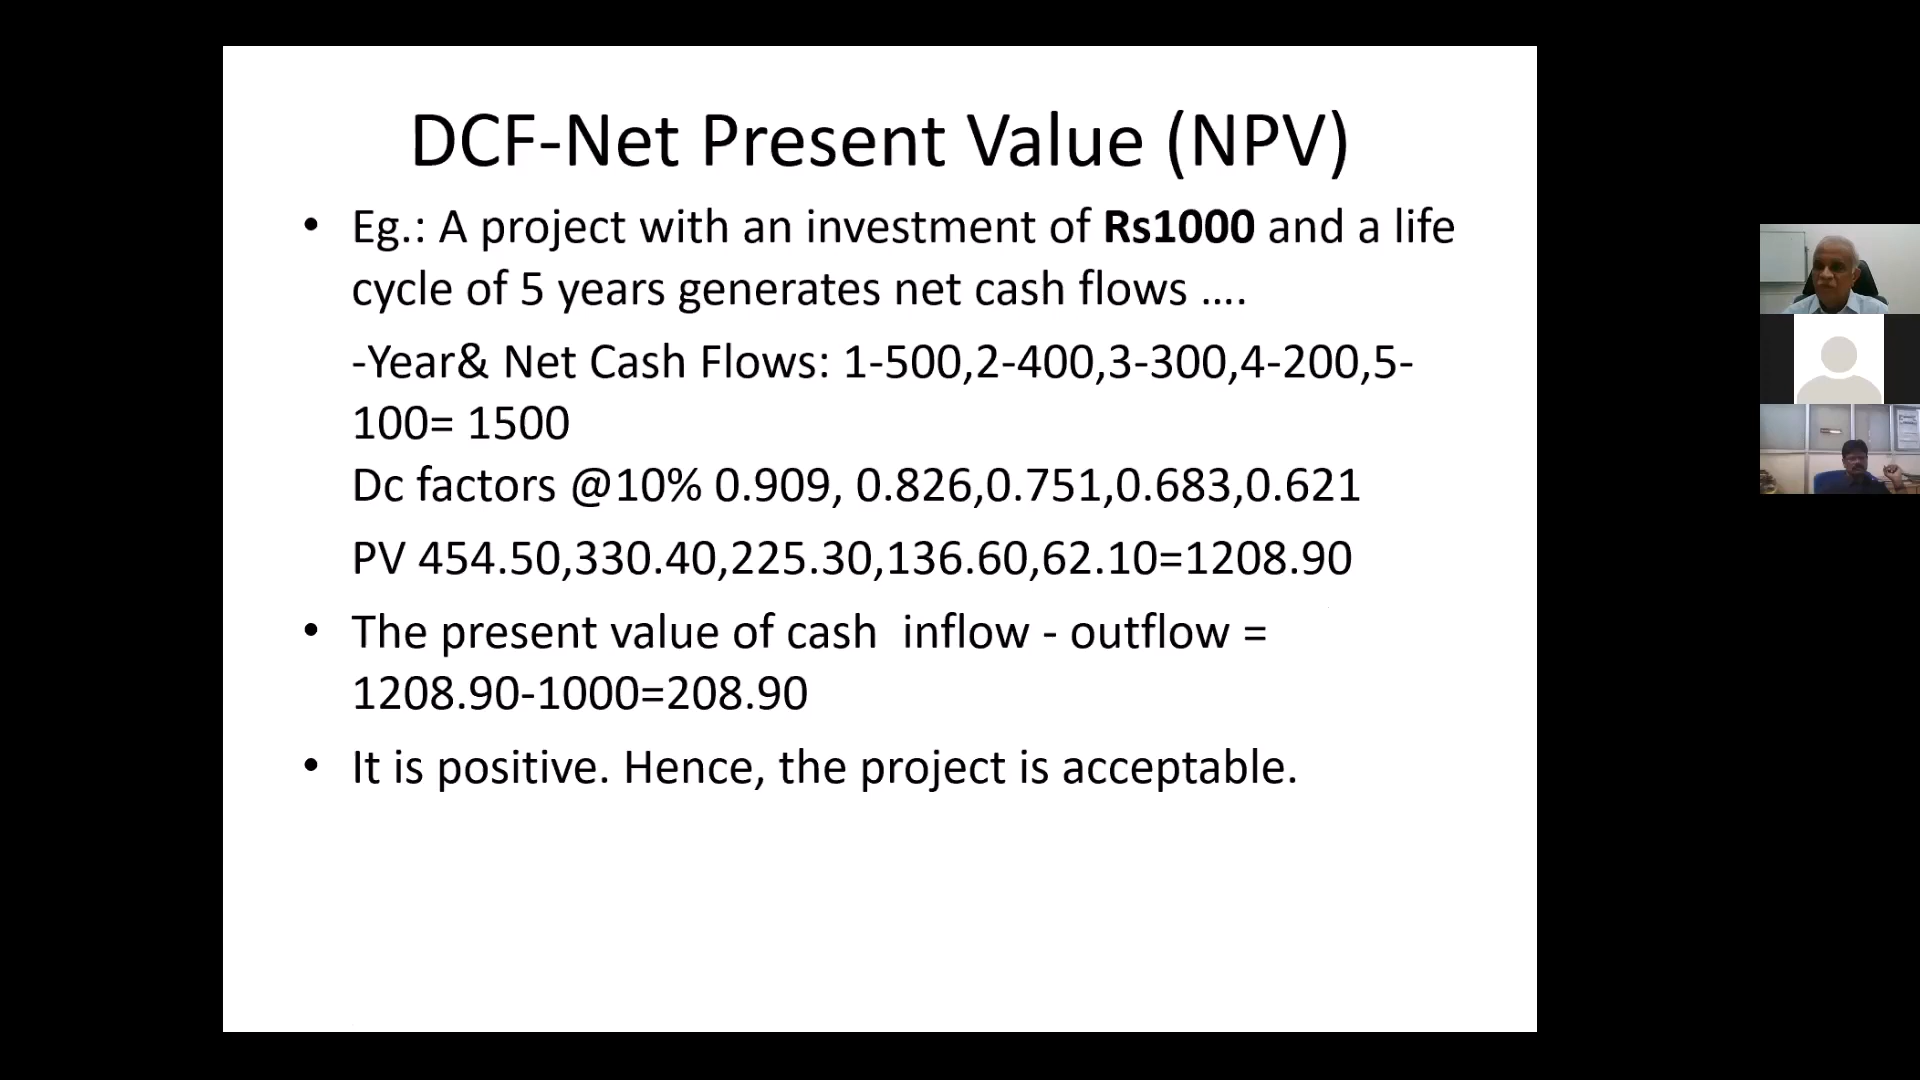 DCF-Net Present Value (NPV)
• Eg.: A project with an investment of Rs1000 and a life
cycle of 5 years generates net cash flows ....
-Year& Net Cash Flows: 1-500,2-400,3-300,4-200,5-
100= 1500
Dc factors @10% 0.909, 0.826,0.751,0.683,0.621
PV 454.50,330.40,225.30,136.60,62.10=1208.90
• The present value of cash  inflow - outflow =
1208.90-1000=208.90
• It is positive. Hence, the project is acceptable.